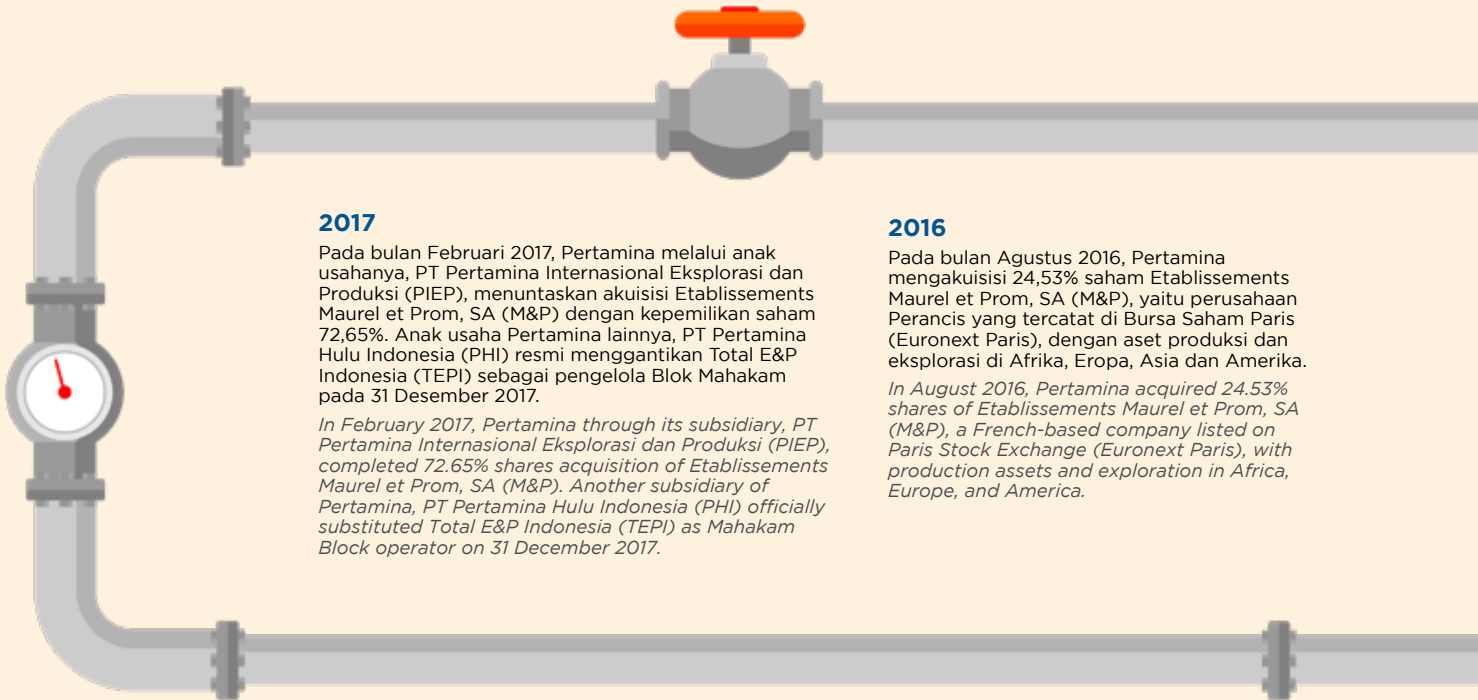 2017
Pada bulan Februari 2017, Pertamina melalui anak
usahanya, PT Pertamina Internasional Eksplorasi dan
Produksi (PIEP), menuntaskan akuisisi Etablissements
Maurel et Prom, SA (M&P) dengan kepemilikan saham
72,65%. Anak usaha Pertamina lainnya, PT Pertamina
Hulu Indonesia (PHI) resmi menggantikan Total E&P
Indonesia (TEPI) sebagai pengelola Blok Mahakam
pada 31 Desember 2017.
In February 2017, Pertamina through its subsidiary, PT
Pertamina Internasional Eksplorasi dan Produksi (PIEP),
completed 72.65% shares acquisition of Etablissements
Maurel et Prom, SA (M&P). Another subsidiary of
Pertamina, PT Pertamina Hulu Indonesia (PHI) officially
substituted Total E&P Indonesia (TEPI) as Mahakam
Block operator on 31 December 2017.
2016
Pada bulan Agustus 2016, Pertamina
mengakuisisi 24,53% saham Etablissements
Maurel et Prom, SA (M&P), yaitu perusahaan
Perancis yang tercatat di Bursa Saham Paris
(Euronext Paris), dengan aset produksi dan
eksplorasi di Afrika, Eropa, Asia dan Amerika.
In August 2016, Pertamina acquired 24.53%
shares of Etablissements Maurel et Prom, SA
(M&P), a French-based company listed on
Paris Stock Exchange (Euronext Paris), with
production assets and exploration in Africa,
Europe, and America.